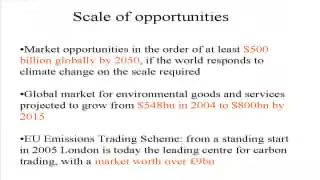 Scale of opportunities
•Market opportunities in the order of at least $500
billion globally by 2050, if the world responds to
climate change on the scale required
•Global market for environmental goods and services
projected to grow from $548bn in 2004 to $800bn by
2015
•EU Emissions Trading Scheme: from a standing start
in 2005 London is today the leading centre for carbon
trading, with a market worth over €9bn